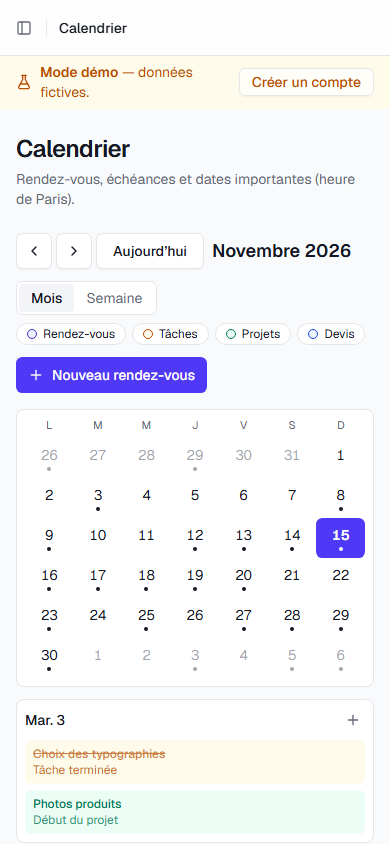 Calendrier
Mode démo — données
fictives.
Créer un compte
Calendrier
Rendez-vous, échéances et dates importantes (heure
de Paris).
Aujourd'hui
Novembre 2026
Mois Semaine
Rendez-vous Tâches Projets Devis
Nouveau rendez-vous
L M M J V S D
26 27 28 29 30 31 1
2 3 4 5 6 7 8
9 10 11 12 13 14 15
16 17 18 19 20 21 22
23 24 25 26 27 28 29
30 1 2 3 4 5 6
Mar. 3
Choix des typographies
Tâche terminée
Photos produits
Début du projet